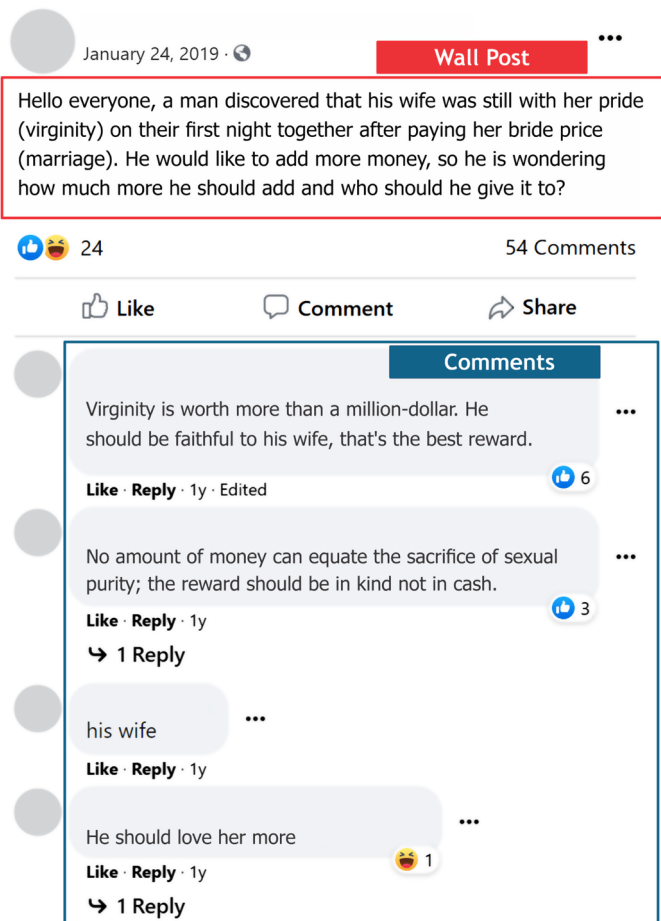 January 24, 2019 ·
Wall Post
Hello everyone, a man discovered that his wife was still with her pride
(virginity) on their first night together after paying her bride price
(marriage). He would like to add more money, so he is wondering
how much more he should add and who should he give it to?
24
54 Comments
Like
Comment
Share
Comments
Virginity is worth more than a million-dollar. He
should be faithful to his wife, that's the best reward.
6
Like · Reply · 1y · Edited
No amount of money can equate the sacrifice of sexual
purity; the reward should be in kind not in cash.
3
Like · Reply · 1y
1 Reply
his wife
Like · Reply · 1y
He should love her more
1
Like · Reply · 1y
1 Reply